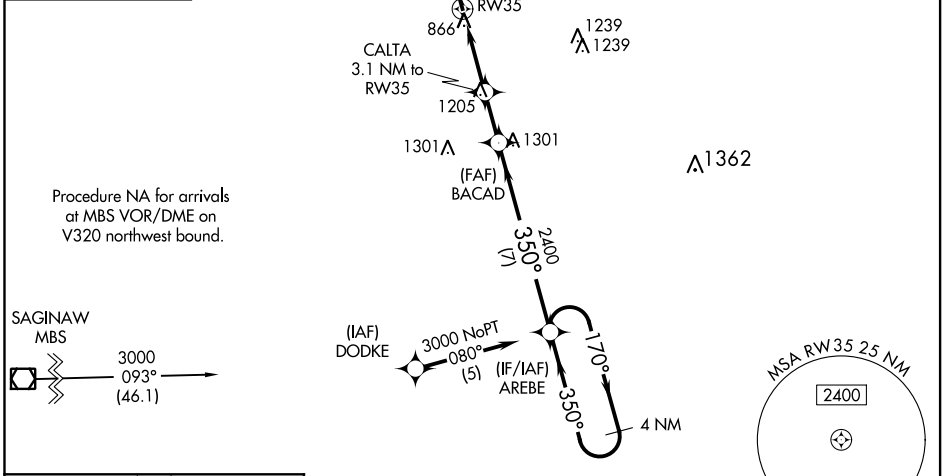 RW35
866
1239
1239
CALTA
3.1 NM to
RW35
1205
1301
1301
(FAF)
BACAD
1362
Procedure NA for arrivals
at MBS VOR/DME on
V320 northwest bound.
2400
350°
(7)
SAGINAW
MBS
3000
093°
(46.1)
(IAF)
DODKE
3000 NoPT
080°
(5)
(IF/IAF)
AREBE
170°
350°
4 NM
MSA RW35 25 NM
2400